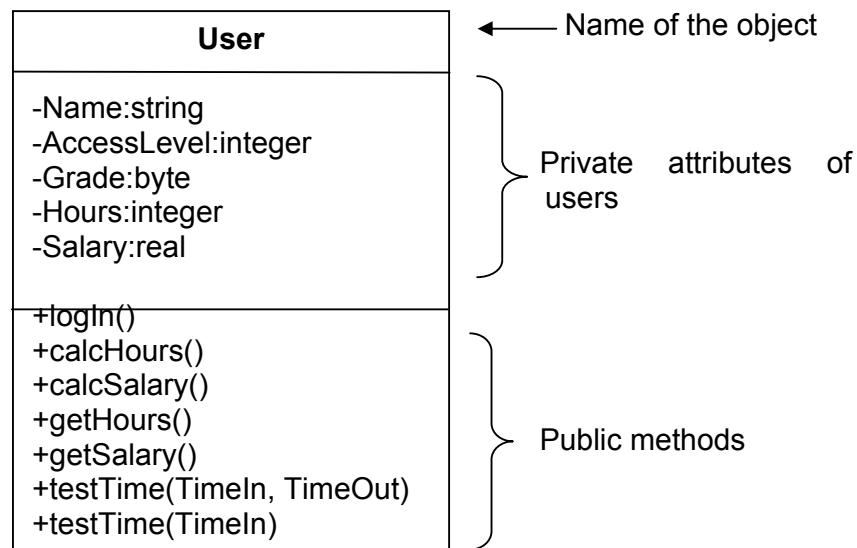 User
Name of the object
-Name:string
-AccessLevel:integer
-Grade:byte
-Hours:integer
-Salary:real
Private attributes of
users
+logIn()
+calcHours()
+calcSalary()
+getHours()
+getSalary()
+testTime(TimeIn, TimeOut)
+testTime(TimeIn)
Public methods